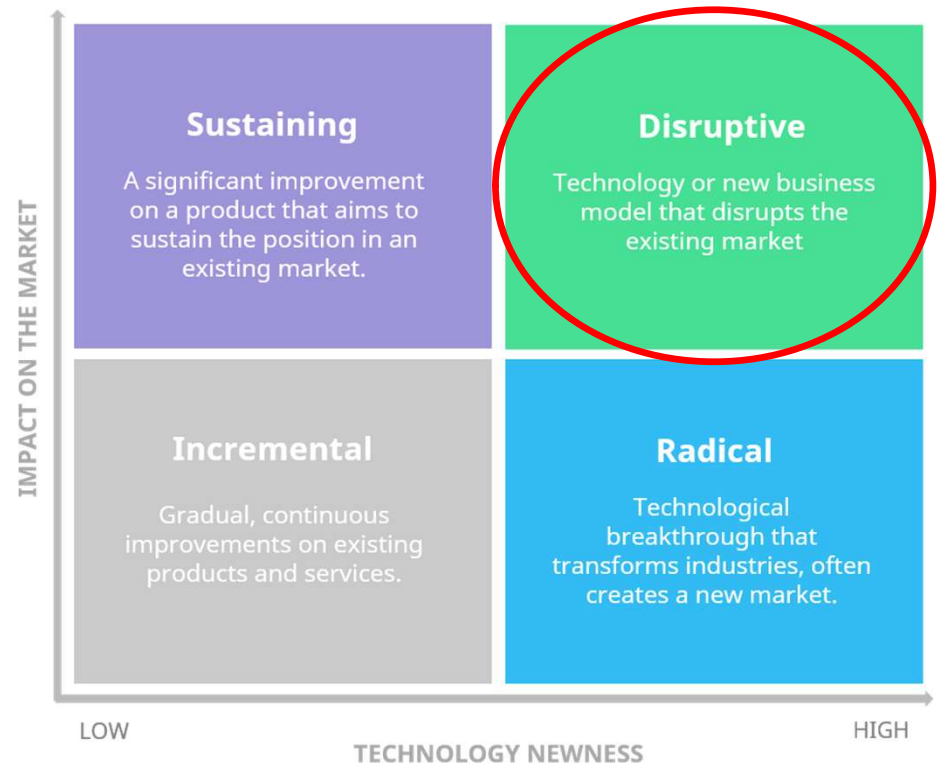 IMPACT ON THE MARKET
Sustaining
A significant improvement
on a product that aims to
sustain the position in an
existing market.
Disruptive
Technology or new business
model that disrupts the
existing market
Incremental
Gradual, continuous
improvements on existing
products and services.
Radical
Technological
breakthrough that
transforms industries, often
creates a new market.
LOW
HIGH
TECHNOLOGY NEWNESS